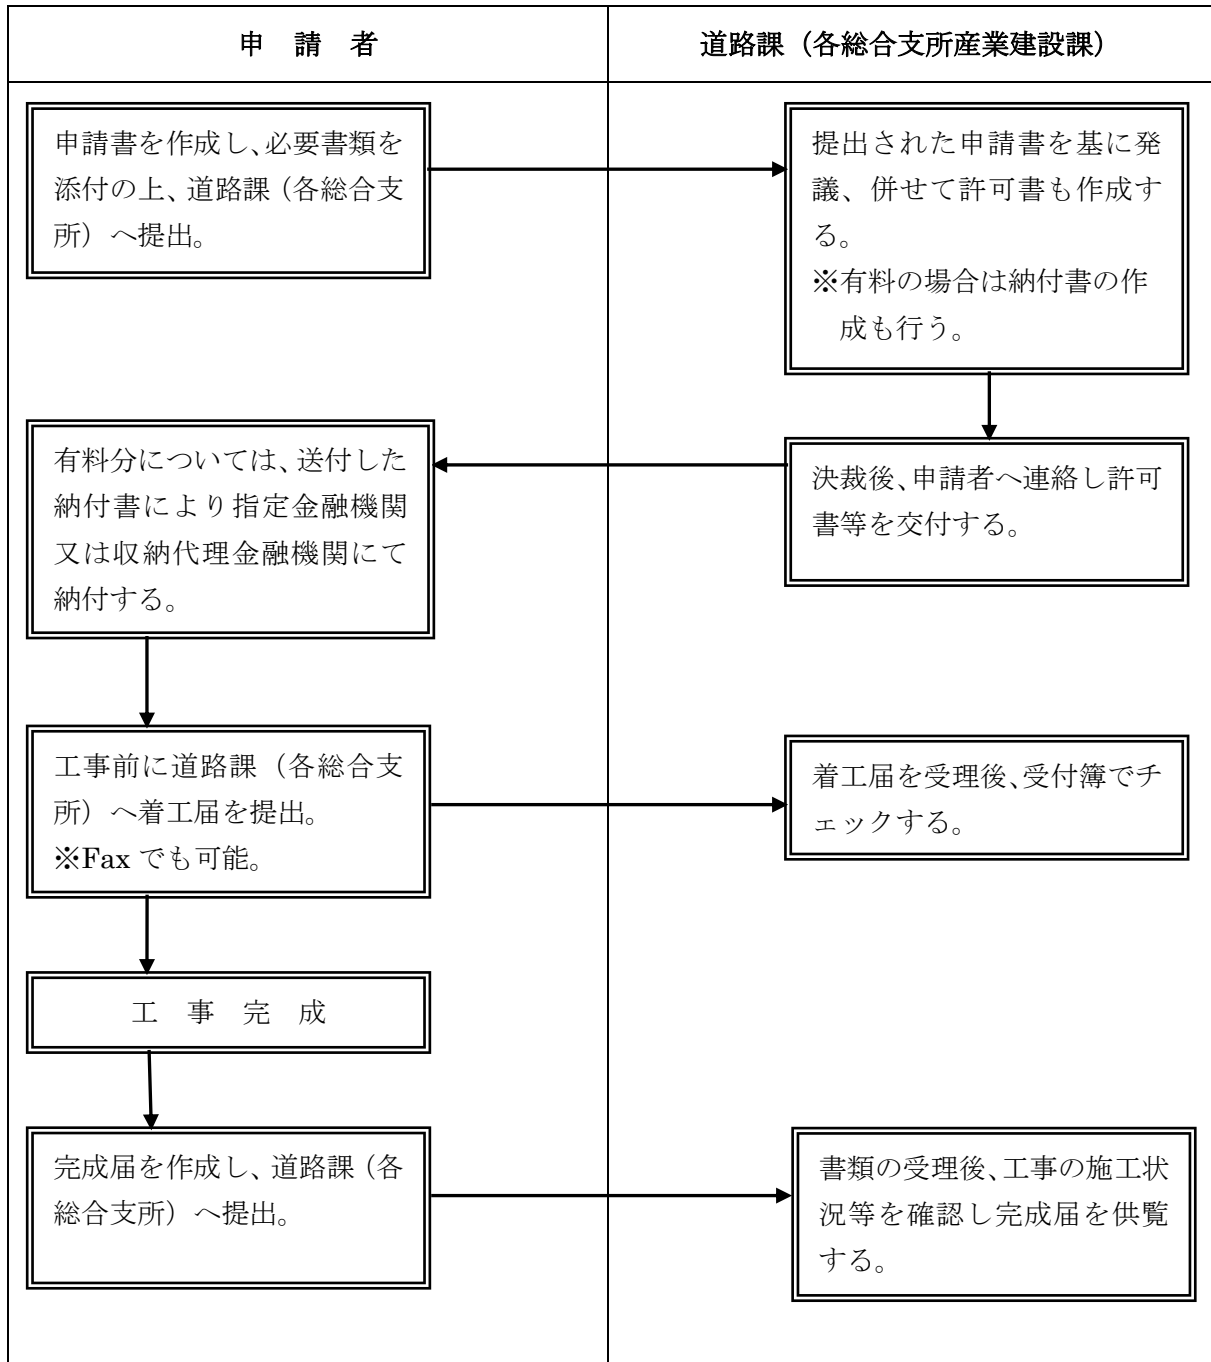 申請者
道路課（各総合支所産業建設課）
申請書を作成し、必要書類を
添付の上、道路課（各総合支
所）へ提出。
提出された申請書を基に発
議、併せて許可書も作成す
る。
※有料の場合は納付書の作
成も行う。
決裁後、申請者へ連絡し許可
書等を交付する。
有料分については、送付した
納付書により指定金融機関
又は収納代理金融機関にて
納付する。
工事前に道路課（各総合支
所）へ着工届を提出。
※Fax でも可能。
着工届を受理後、受付簿でチ
ェックする。
工事完成
完成届を作成し、道路課（各
総合支所）へ提出。
書類の受理後、工事の施工状
況等を確認し完成届を供覧
する。